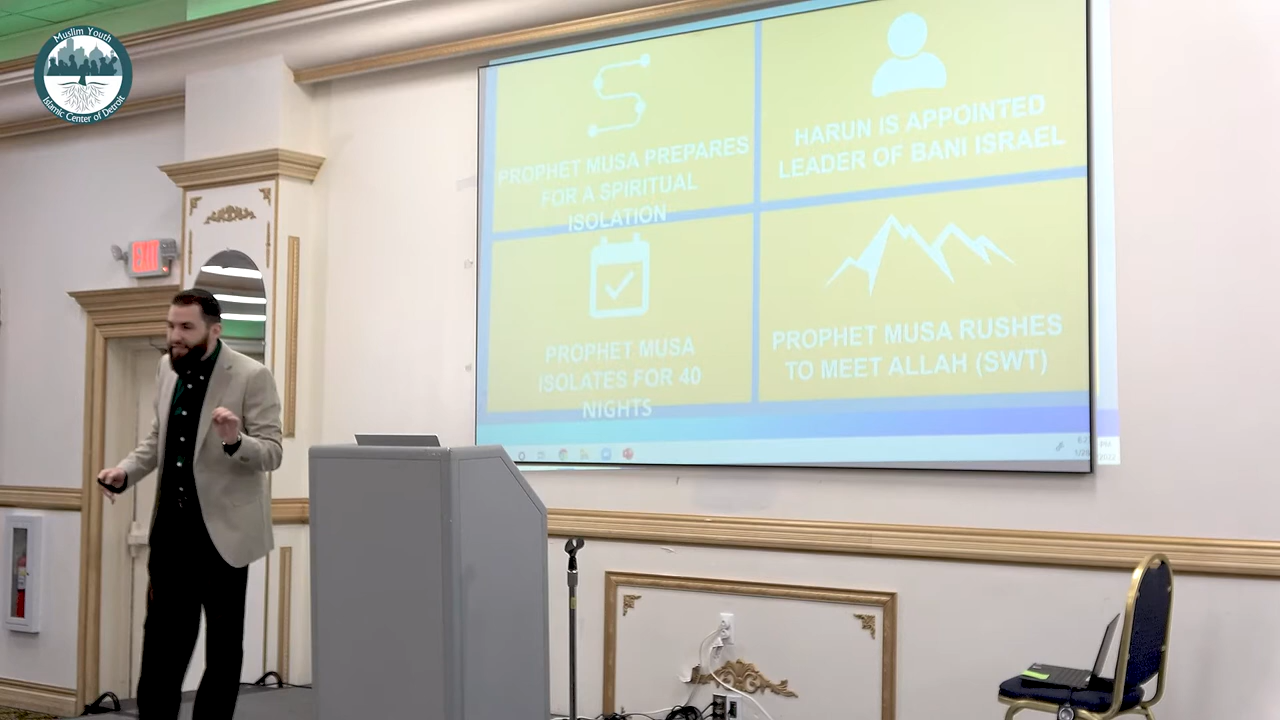 Muslim Youth
Islamic Center of Detroit
EXIT
PROPHET MUSA PREPARES
FOR A SPIRITUAL
ISOLATION
HARUN IS APPOINTED
LEADER OF BANI ISRAEL
PROPHET MUSA
ISOLATES FOR 40
NIGHTS
PROPHET MUSA RUSHES
TO MEET ALLAH (SWT)